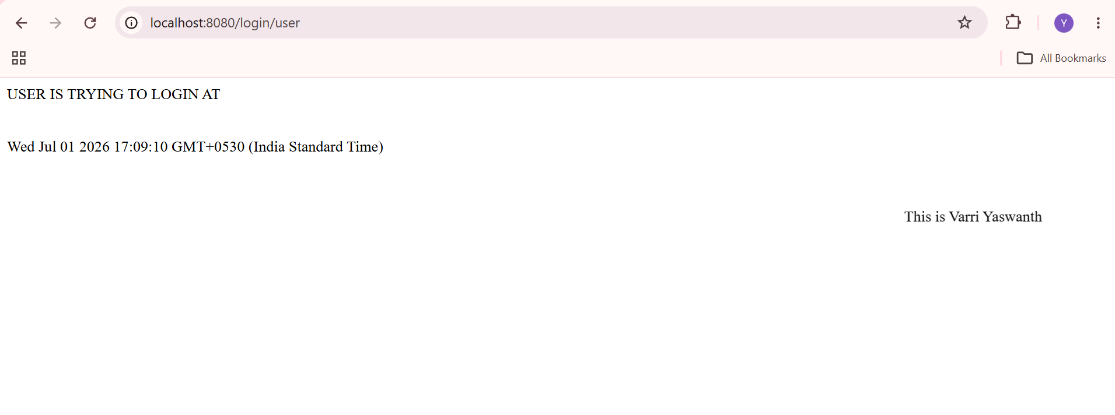 localhost:8080/login/user
Y
All Bookmarks
USER IS TRYING TO LOGIN AT
Wed Jul 01 2026 17:09:10 GMT+0530 (India Standard Time)
This is Varri Yaswanth